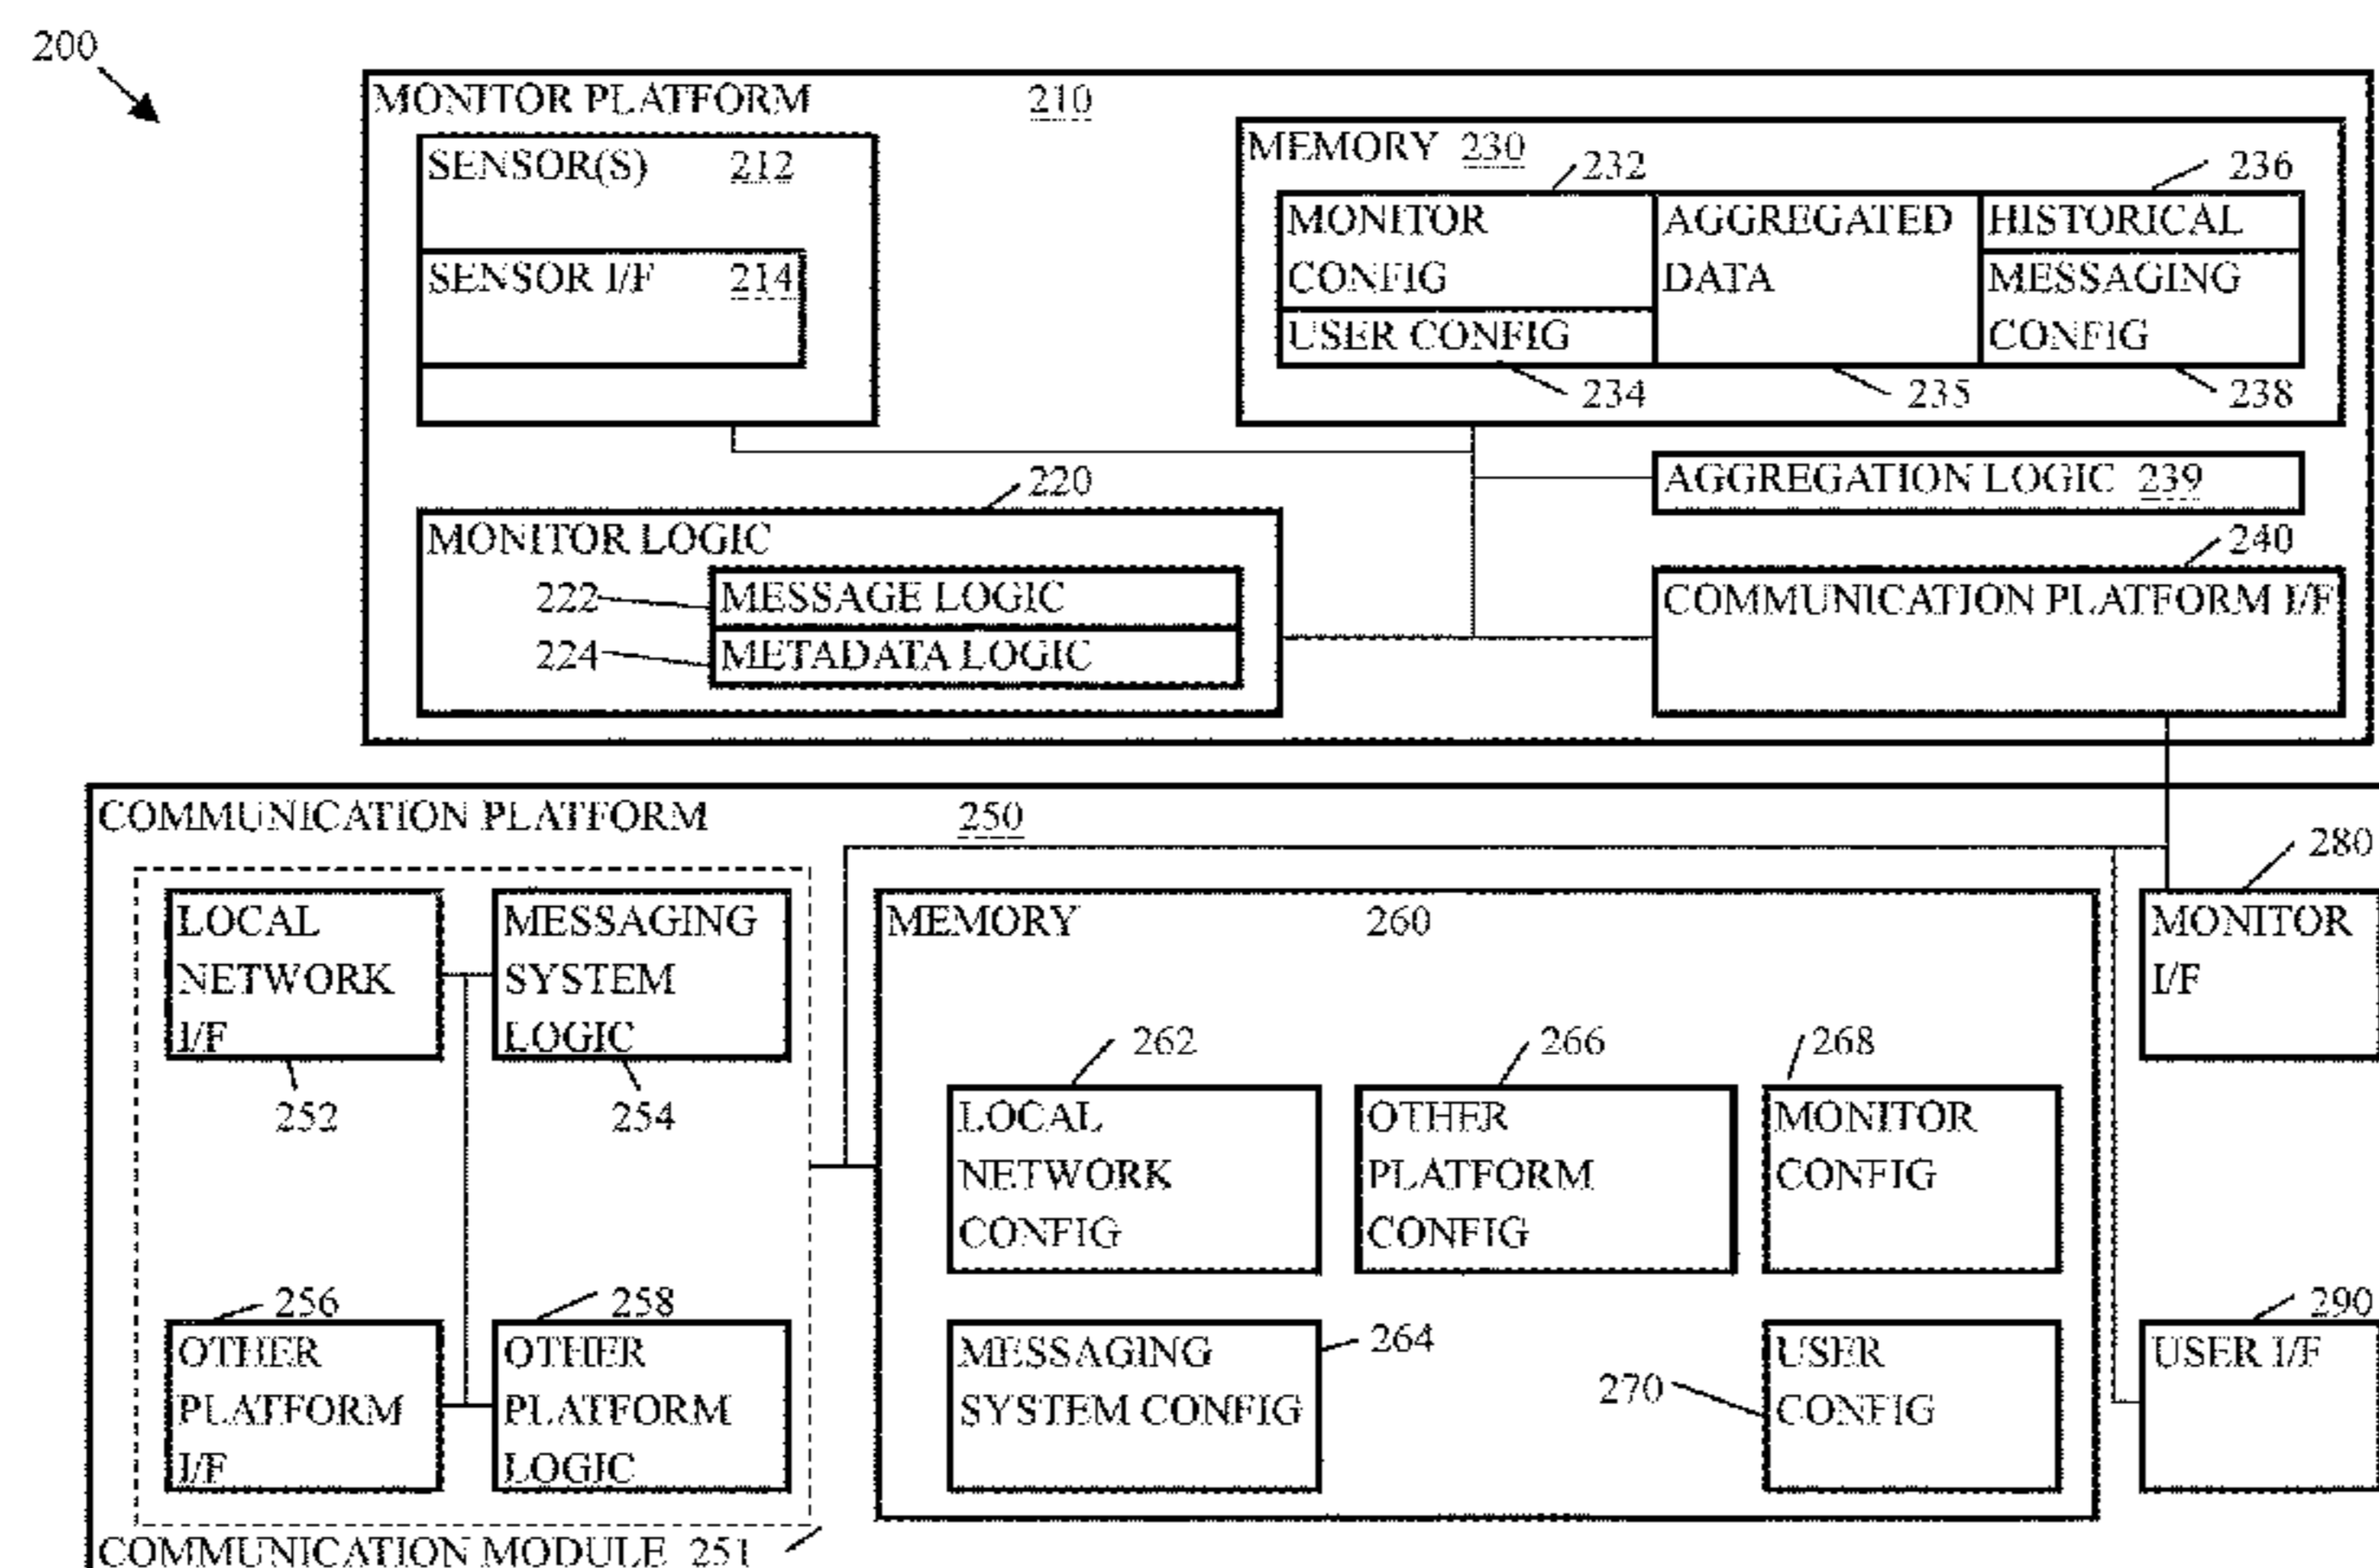 200
MONITOR PLATFORM 210
SENSOR(S) 212
SENSOR I/F 214
MEMORY 230
232
236
MONITOR
CONFIG
USER CONFIG
AGGREGATED
DATA
HISTORICAL
MESSAGING
CONFIG
234
235
238
220
AGGREGATION LOGIC 239
MONITOR LOGIC
222
MESSAGE LOGIC
224
METADATA LOGIC
240
COMMUNICATION PLATFORM I/F
COMMUNICATION PLATFORM 250
LOCAL
NETWORK
I/F
252
MESSAGING
SYSTEM
LOGIC
254
256
OTHER
PLATFORM
I/F
258
OTHER
PLATFORM
LOGIC
COMMUNICATION MODULE 251
MEMORY 260
262
LOCAL
NETWORK
CONFIG
266
OTHER
PLATFORM
CONFIG
268
MONITOR
CONFIG
MESSAGING
SYSTEM CONFIG
264
270
USER
CONFIG
280
MONITOR
I/F
290
USER I/F